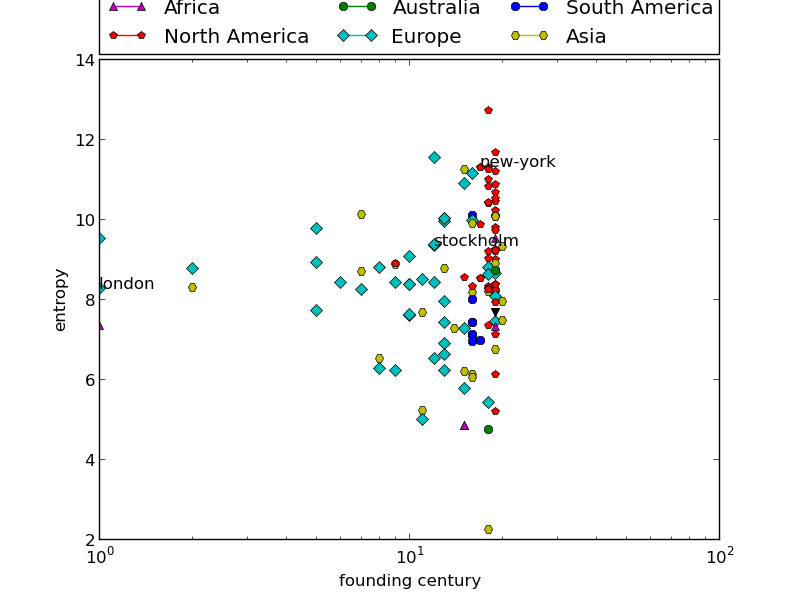 Africa Australia South America
North America Europe Asia
14
12
new-york
10
stockholm
entropy
london
8
6
4
2
10^0 10^1 10^2
founding century